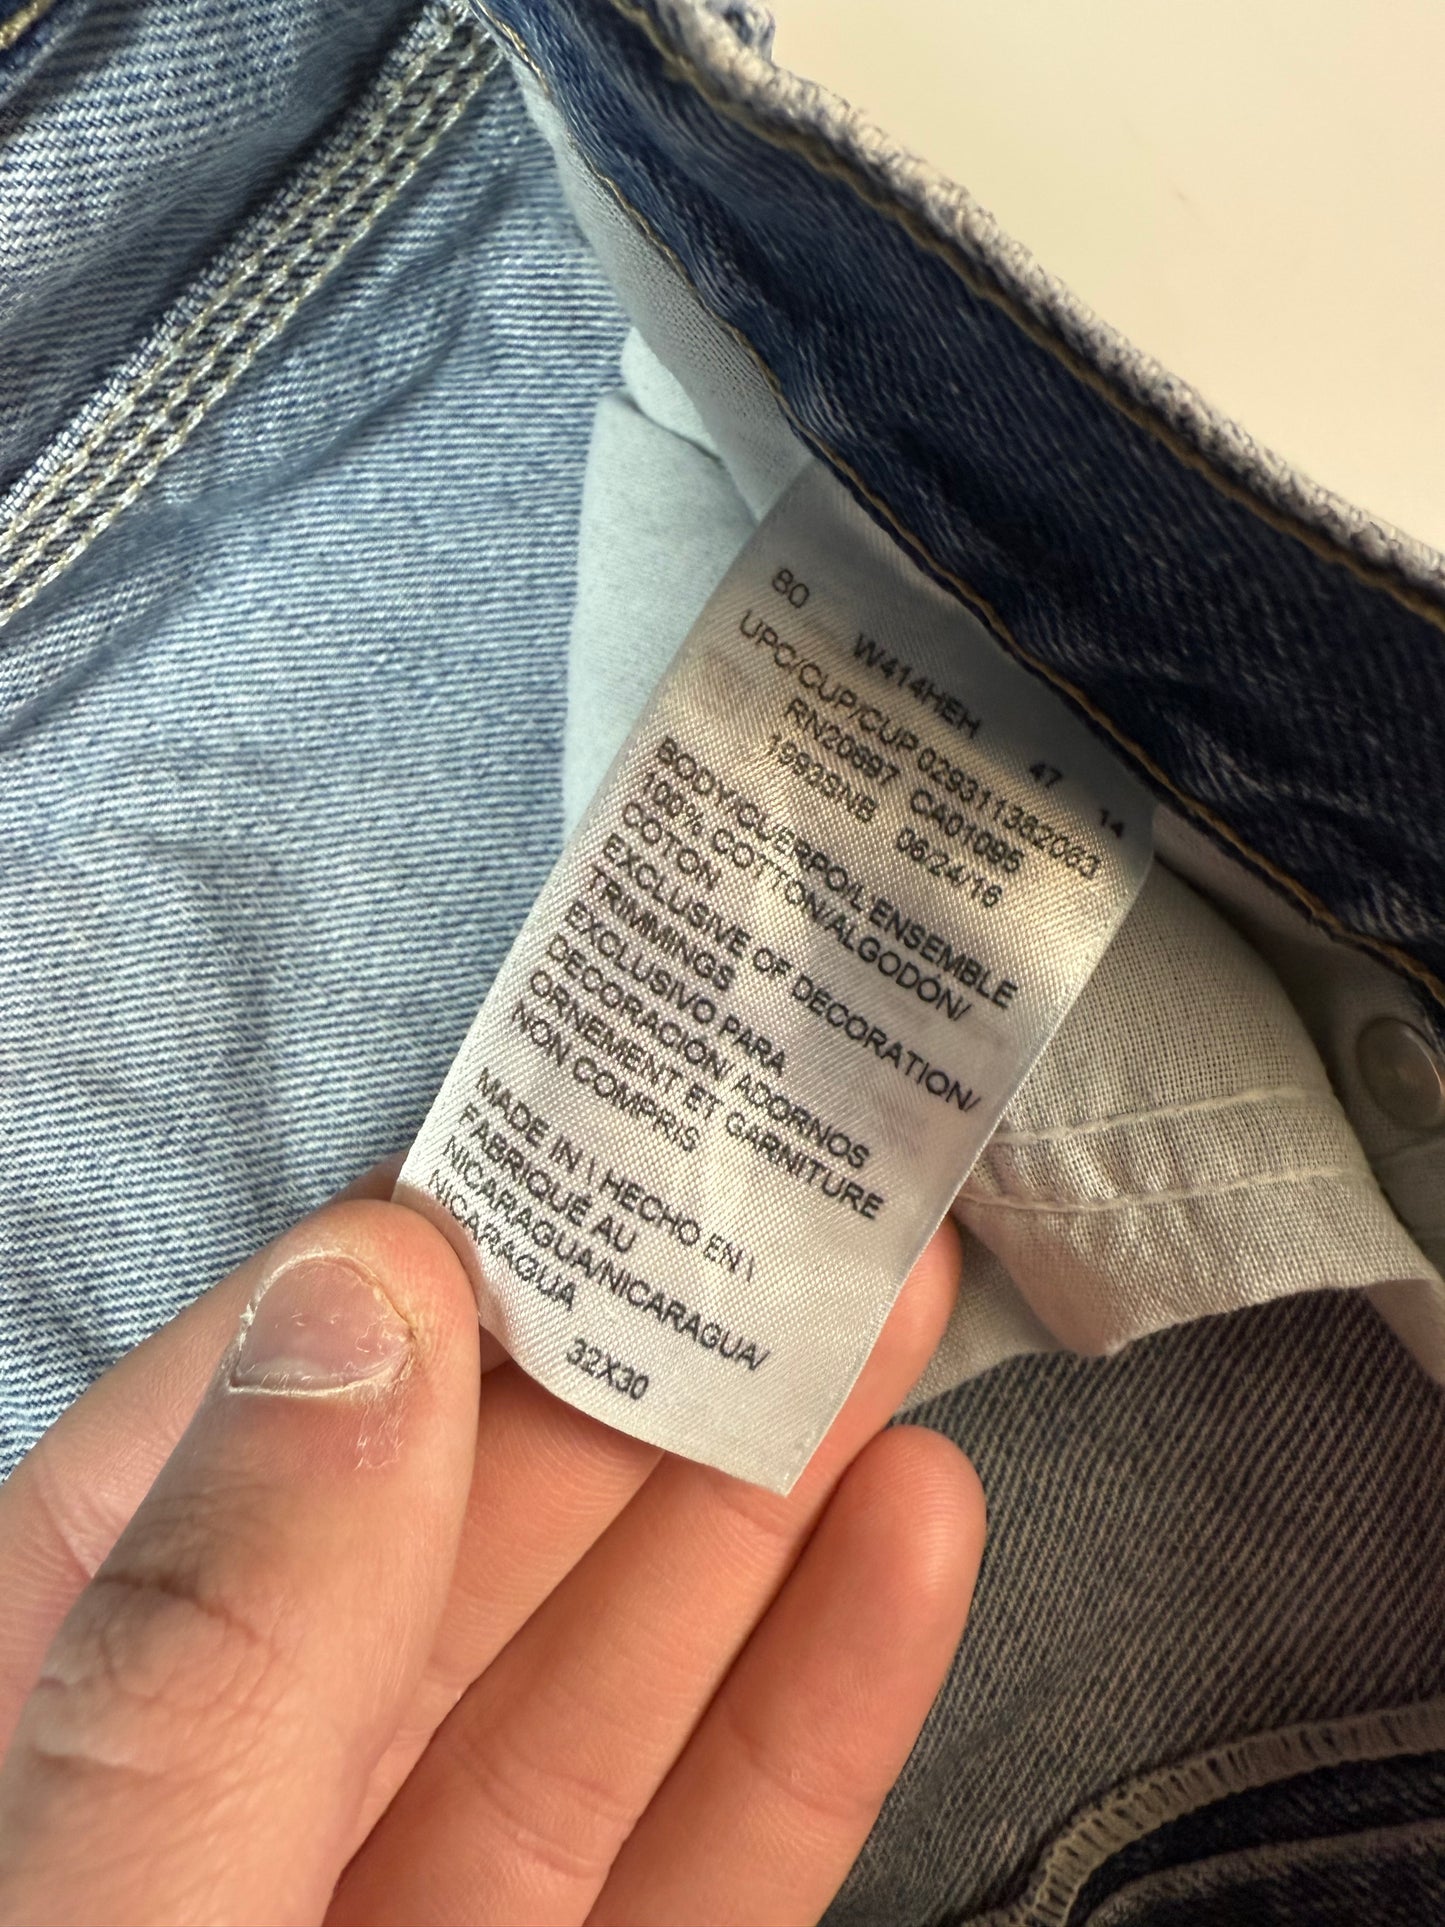 80 W414HEH 47 14
UPC/CUP/CUP 029311382063
RN20697 CA01095
1993SNB 06/24/16
BODY/CUERPO/L ENSEMBLE
100% COTTON/ALGODÓN/
COTON
EXCLUSIVE OF DECORATION/
TRIMMINGS
EXCLUSIVO PARA
DECORACION ADORNOS
ORNEMENT ET GARNITURE
NON COMPRIS
MADE IN \ HECHO EN \
FABRIQUÉ AU
NICARAGUA/NICARAGUA/
NICARAGUA
32X30